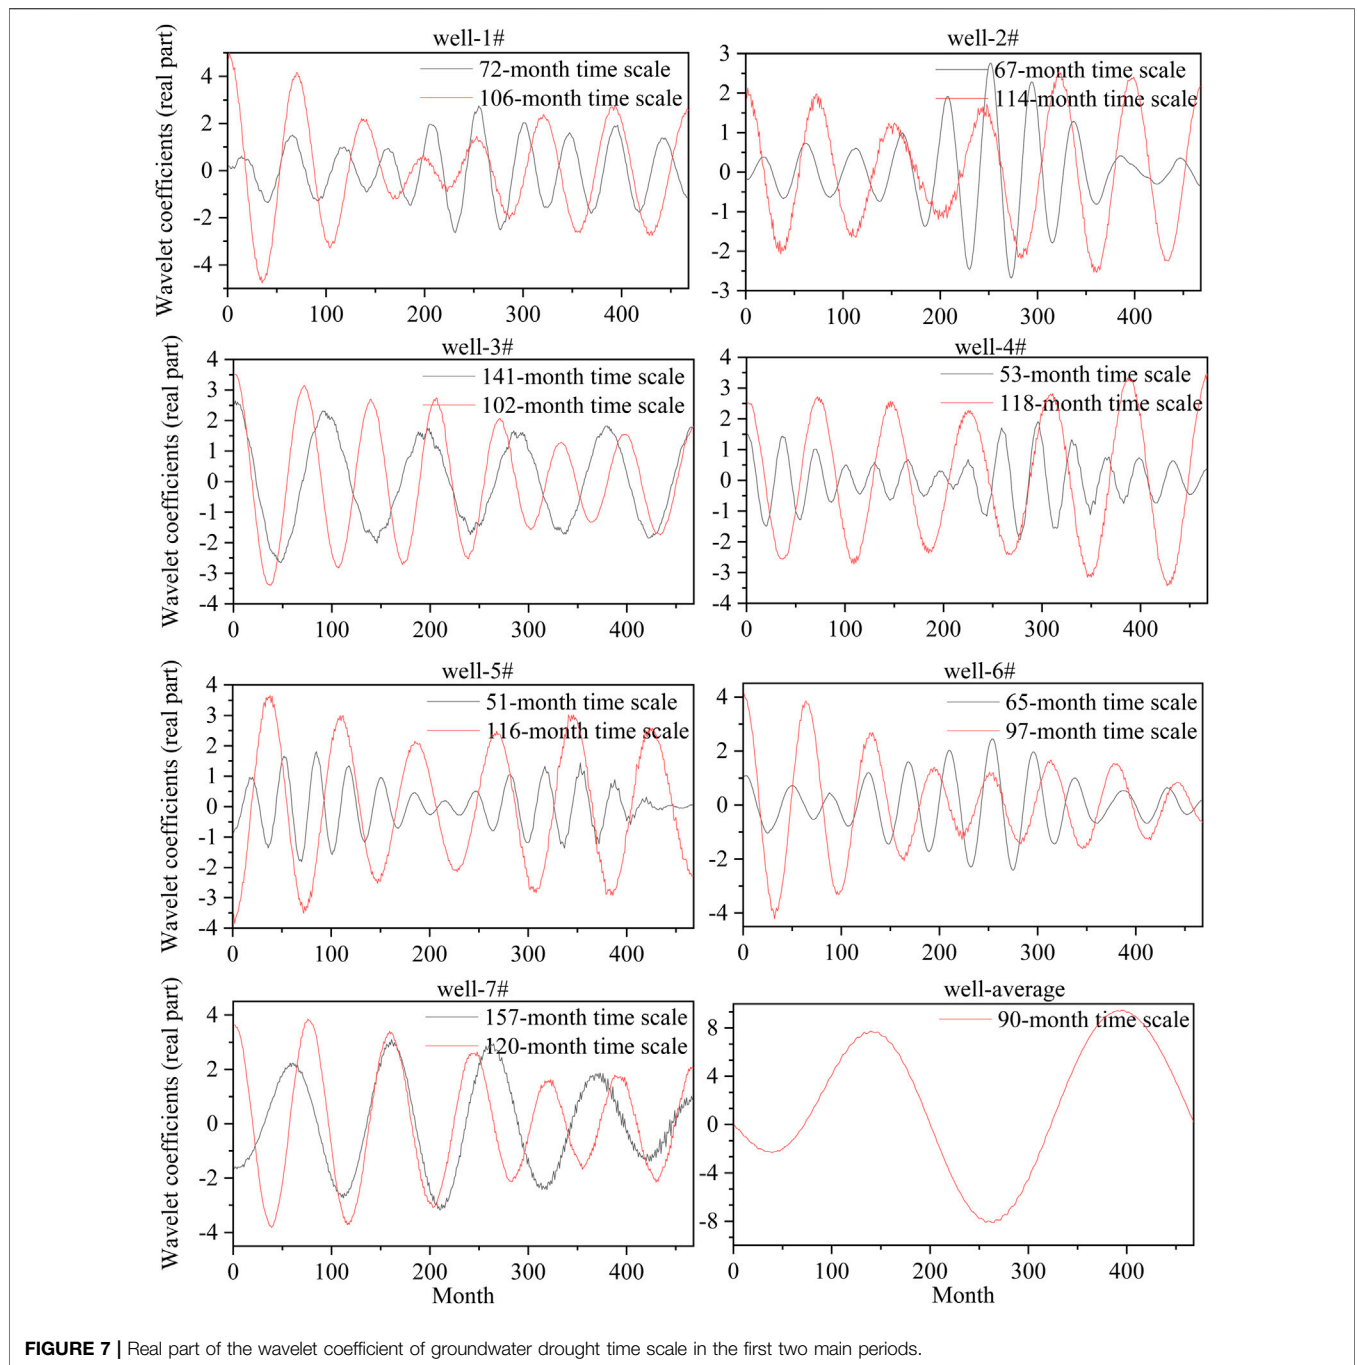 well-1#
72-month time scale
106-month time scale
Wavelet coefficients (real part)
4
2
0
-2
-4
0 100 200 300 400
well-2#
67-month time scale
114-month time scale
3
2
1
0
-1
-2
-3
0 100 200 300 400
well-3#
141-month time scale
102-month time scale
Wavelet coefficients (real part)
4
3
2
1
0
-1
-2
-3
-4
0 100 200 300 400
well-4#
53-month time scale
118-month time scale
4
3
2
1
0
-1
-2
-3
-4
0 100 200 300 400
well-5#
51-month time scale
116-month time scale
Wavelet coefficients (real part)
4
3
2
1
0
-1
-2
-3
-4
0 100 200 300 400
well-6#
65-month time scale
97-month time scale
4
2
0
-2
-4
0 100 200 300 400
well-7#
157-month time scale
120-month time scale
Wavelet coefficients (real part)
4
2
0
-2
-4
0 100 200 300 400
Month
well-average
90-month time scale
8
4
0
-4
-8
0 100 200 300 400
Month
FIGURE 7 | Real part of the wavelet coefficient of groundwater drought time scale in the first two main periods.